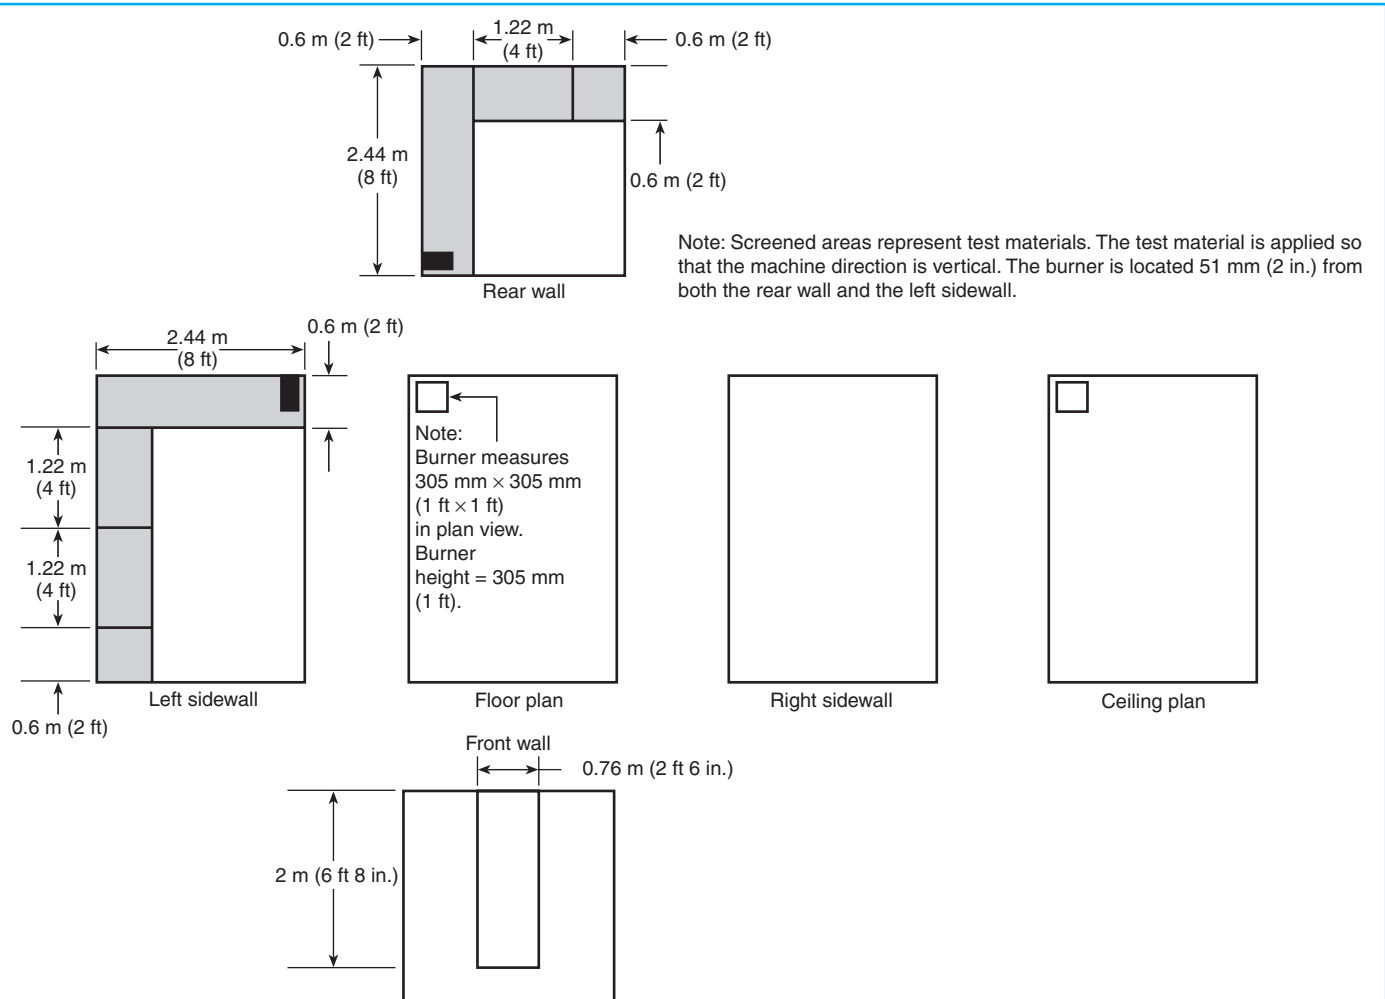 0.6 m (2 ft)
1.22 m
(4 ft)
0.6 m (2 ft)
2.44 m
(8 ft)
0.6 m (2 ft)
Note: Screened areas represent test materials. The test material is applied so
that the machine direction is vertical. The burner is located 51 mm (2 in.) from
both the rear wall and the left sidewall.
Rear wall
2.44 m
(8 ft)
0.6 m (2 ft)
1.22 m
(4 ft)
1.22 m
(4 ft)
0.6 m (2 ft)
Left sidewall
Note:
Burner measures
305 mm × 305 mm
(1 ft × 1 ft)
in plan view.
Burner
height = 305 mm
(1 ft).
Floor plan
Right sidewall
Ceiling plan
Front wall
0.76 m (2 ft 6 in.)
2 m (6 ft 8 in.)